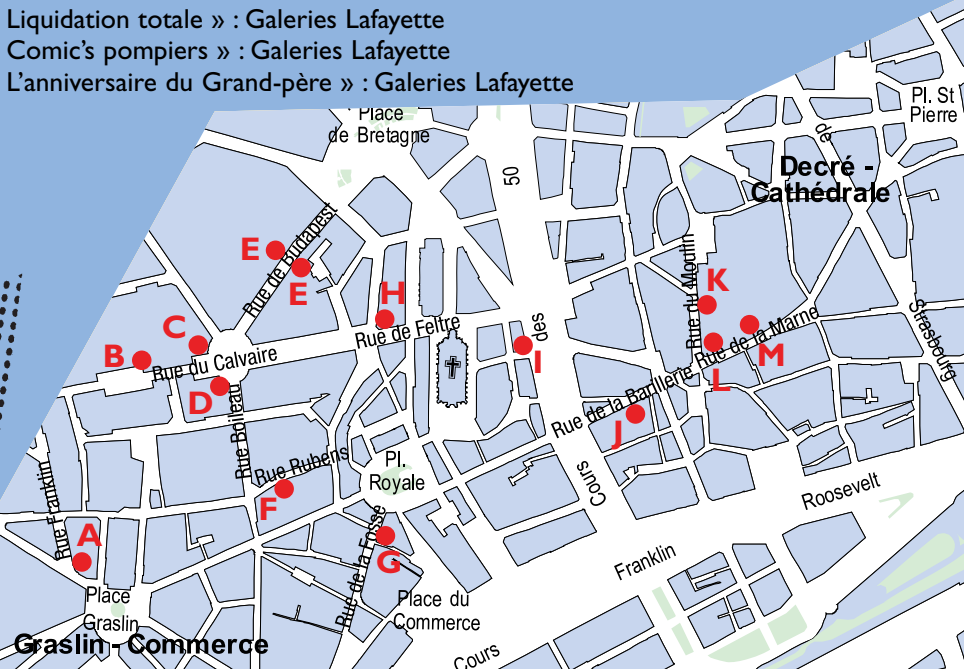 Liquidation totale » : Galeries Lafayette
Comic’s pompiers » : Galeries Lafayette
L’anniversaire du Grand-père » : Galeries Lafayette
Place
de Bretagne
Pl. St
Pierre
de
50
Decré -
Cathédrale
E
Rue de Budapest
E
H
Rue de Feltre
C
B
Rue du Calvaire
D
Rue Boileau
I
des
Rue du Moulin
K
L
Rue de la Marne
M
Strasbourg
Rue de la Barillerie
J
Cours
Rue Rubens
F
Pl.
Royale
Roosevelt
Franklin
Rue Franklin
A
Place
Graslin
Rue de la Fosse
G
Place du
Commerce
Graslin - Commerce
Cours